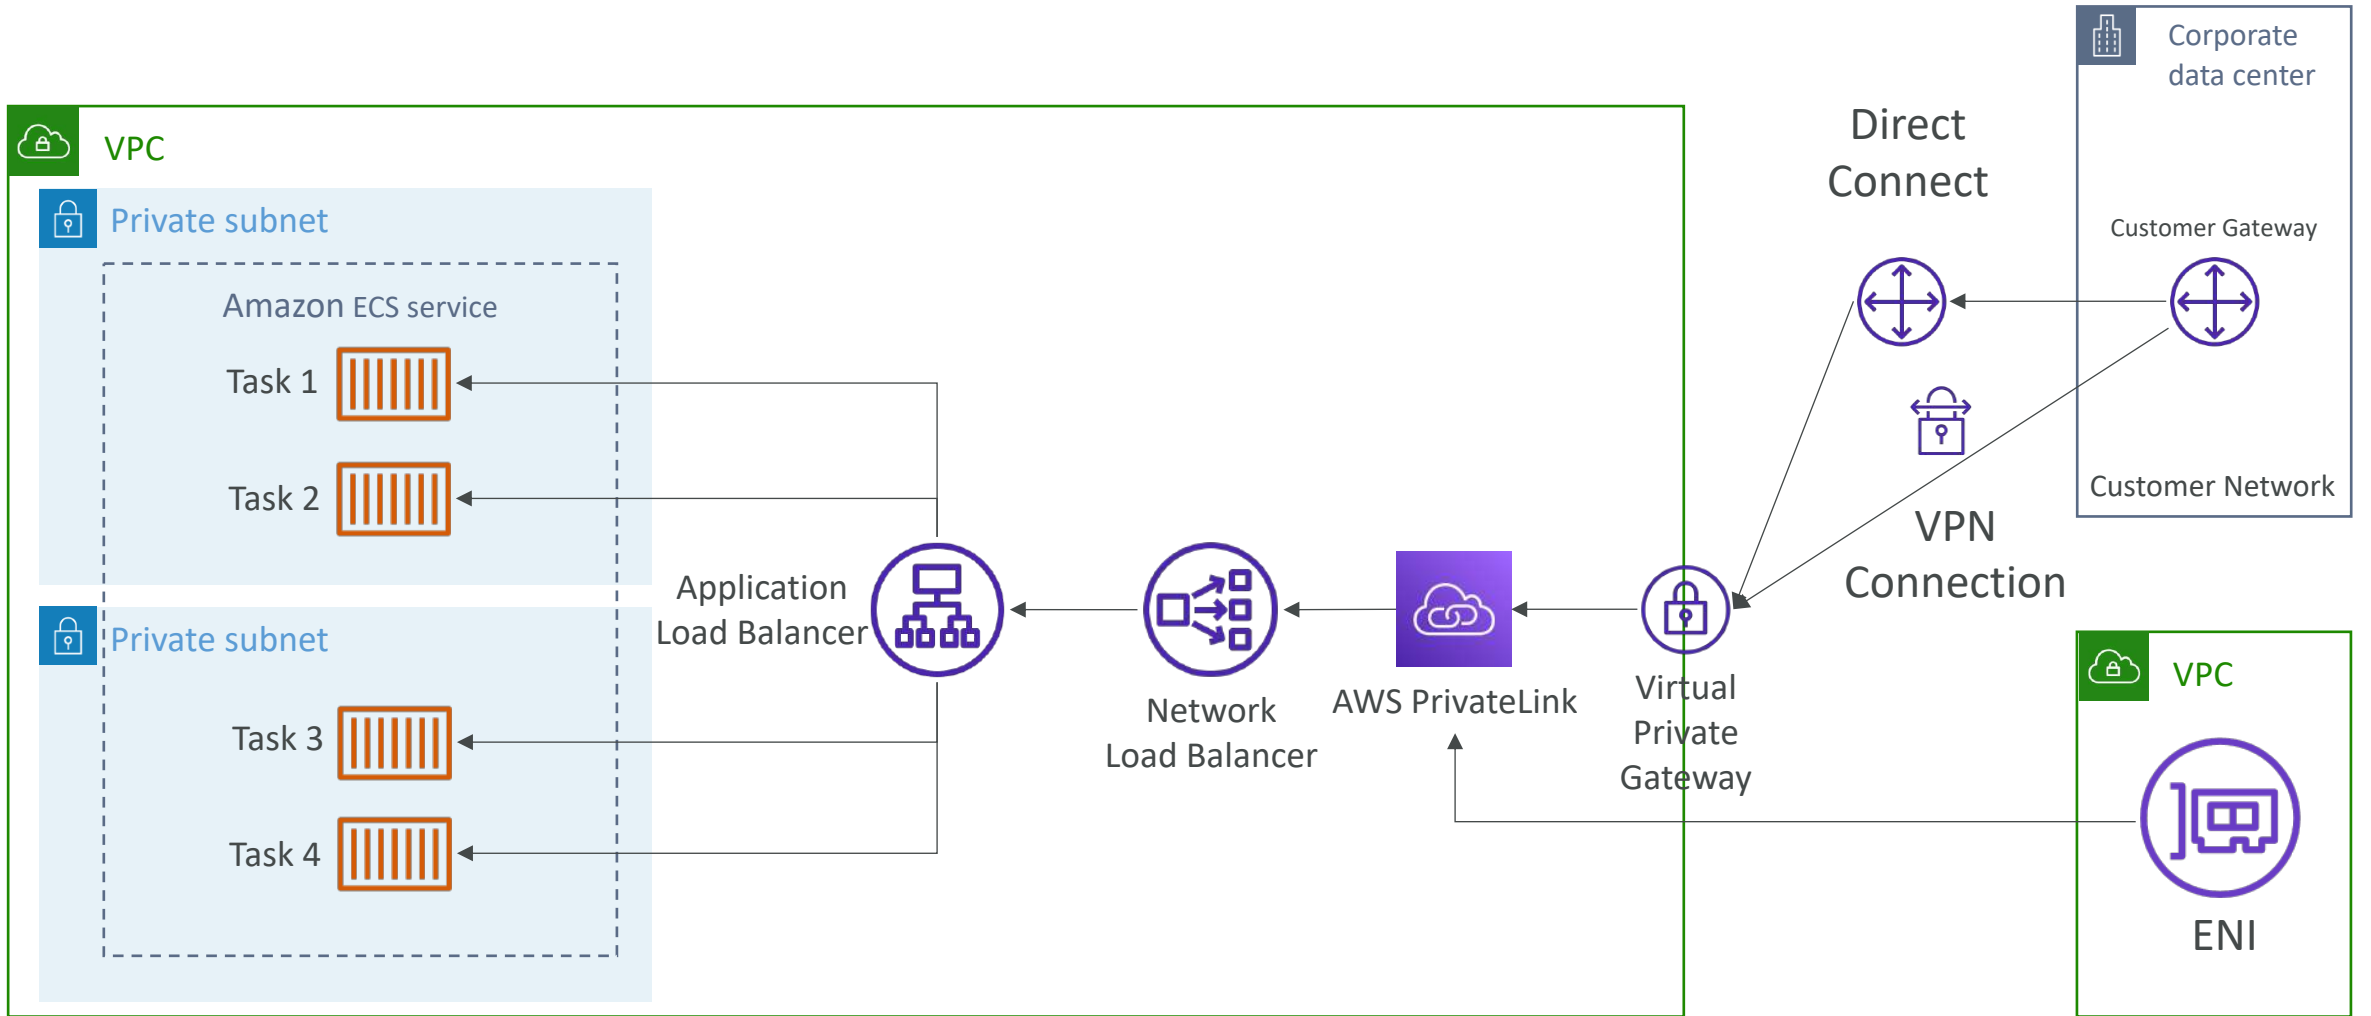 Corporate
data center
Direct
Connect
VPC
Private subnet
Customer Gateway
Amazon ECS service
Task 1
Task 2
Customer Network
VPN
Connection
Application
Load Balancer
Private subnet
VPC
Virtual
Private
Gateway
AWS PrivateLink
Network
Load Balancer
Task 3
Task 4
ENI